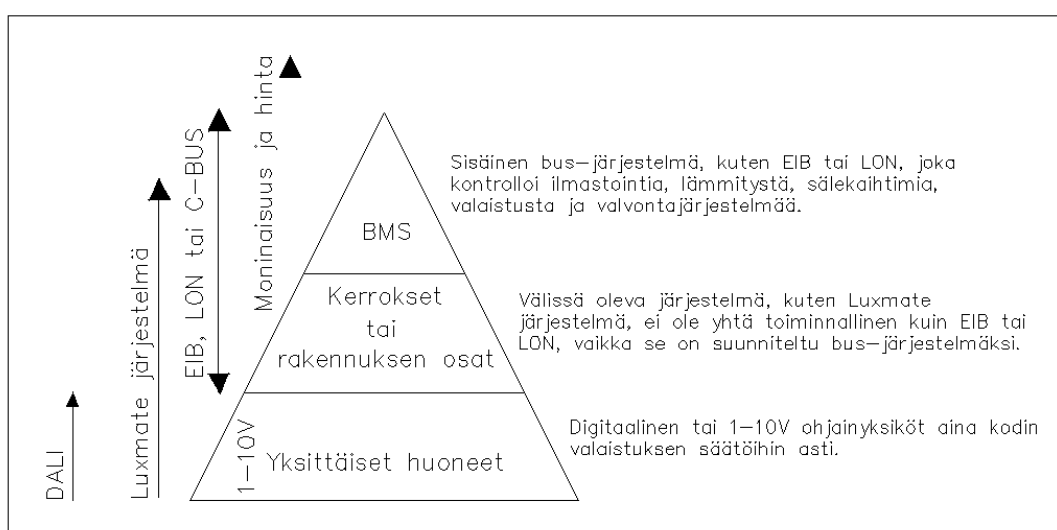 DALI
Luxmate järjestelmä
EIB, LON tai C-BUS
Moninaisuus ja hinta
BMS
Kerrokset
tai
rakennuksen osat
1-10V
Yksittäiset huoneet
Sisäinen bus-järjestelmä, kuten EIB tai LON, joka
kontrolloi ilmastointia, lämmitystä, sälekaihtimia,
valaistusta ja valvontajärjestelmää.
Välissä oleva järjestelmä, kuten Luxmate
järjestelmä, ei ole yhtä toiminnallinen kuin EIB tai
LON, vaikka se on suunniteltu bus-järjestelmäksi.
Digitaalinen tai 1-10V ohjainyksiköt aina kodin
valaistuksen säätöihin asti.